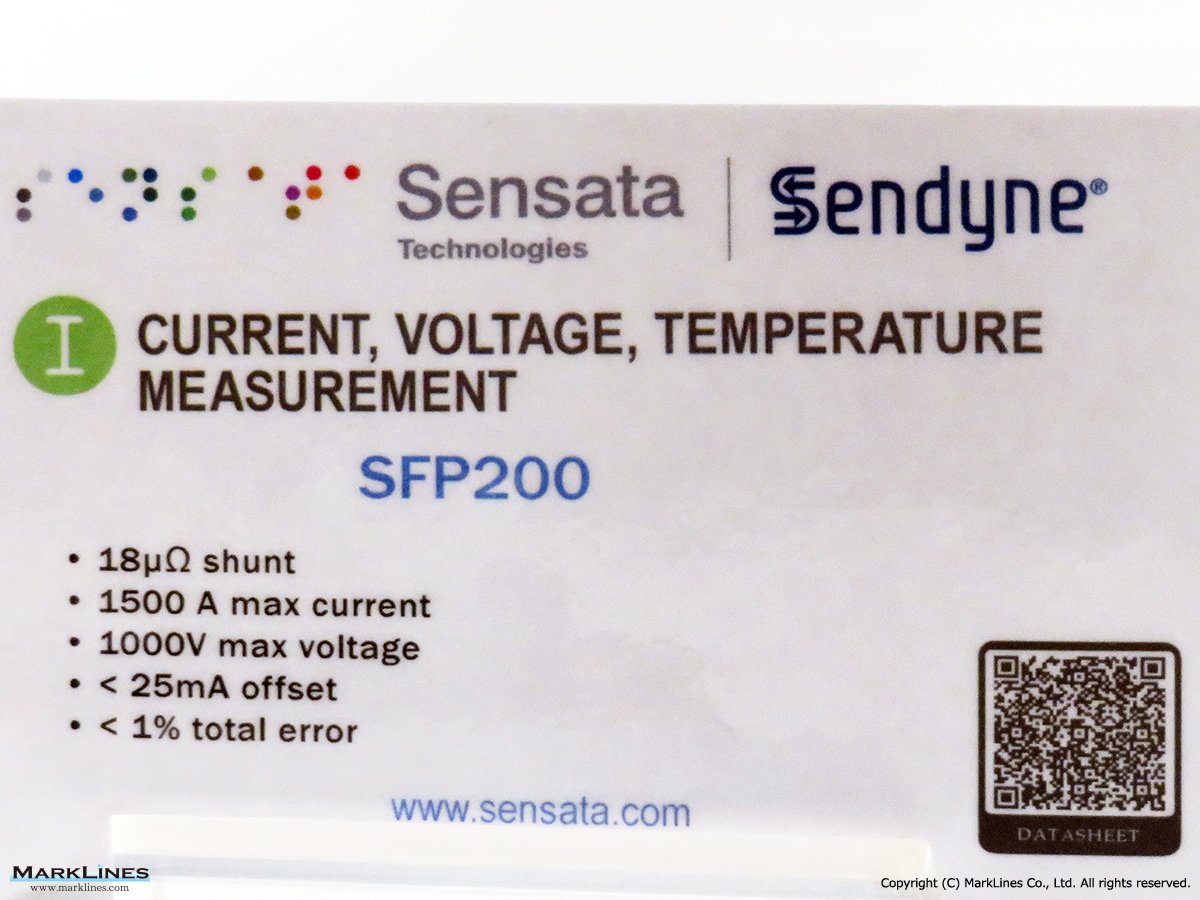 Sensata
Technologies
Sendyne®
I
CURRENT, VOLTAGE, TEMPERATURE
MEASUREMENT
SFP200
• 18µΩ shunt
• 1500 A max current
• 1000V max voltage
• < 25mA offset
• < 1% total error
www.sensata.com
DATASHEET
MARKLINES
www.marklines.com
Copyright (C) MarkLines Co., Ltd. All rights reserved.